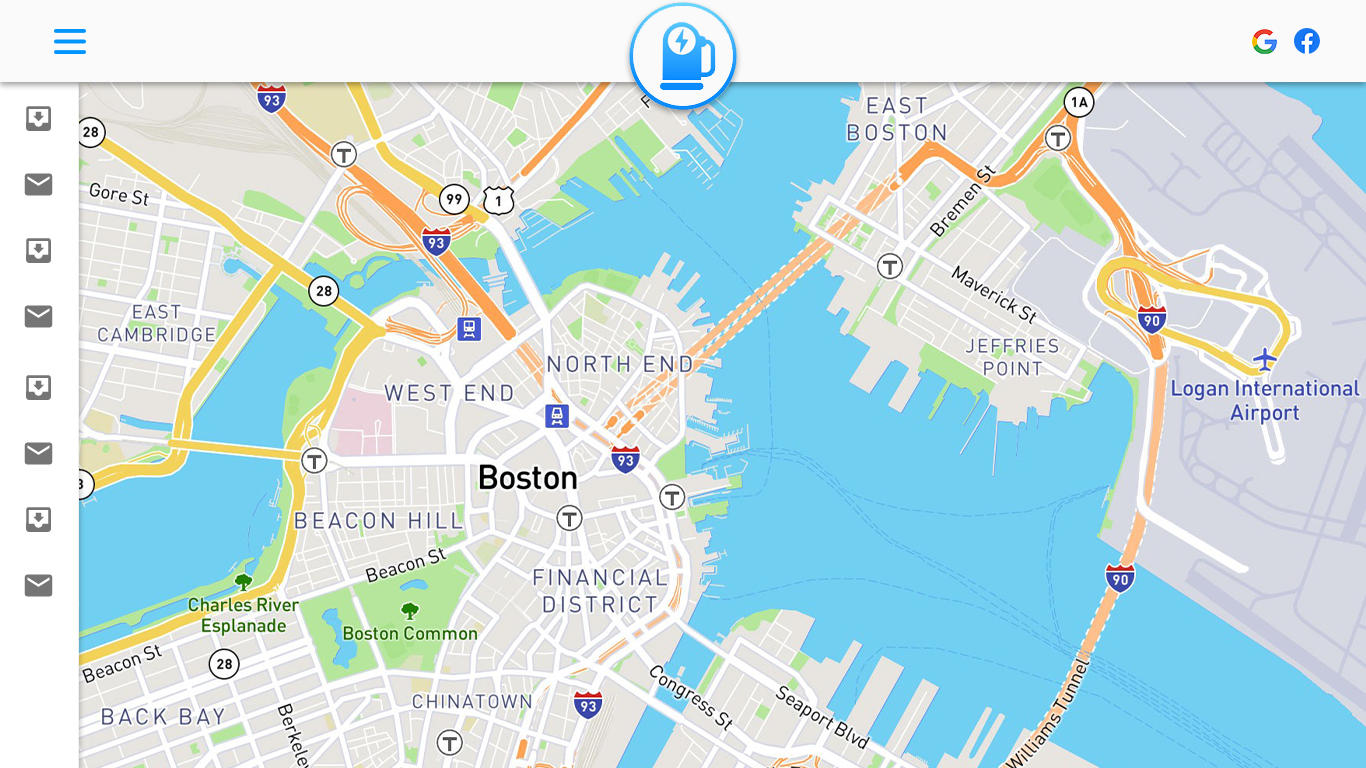 93
1A
EAST
BOSTON
28
T
T
Gore St
99
1
Bremen St
93
T
Maverick St
28
EAST
CAMBRIDGE
90
JEFFRIES
POINT
NORTH END
WEST END
Logan International
Airport
93
T
Boston
3
T
T
BEACON HILL
Beacon St
FINANCIAL
DISTRICT
90
Charles River
Esplanade
Boston Common
Beacon St
28
Congress St
Seaport Blvd
Williams Tunnel
CHINATOWN
93
BACK BAY
Berkeley
T